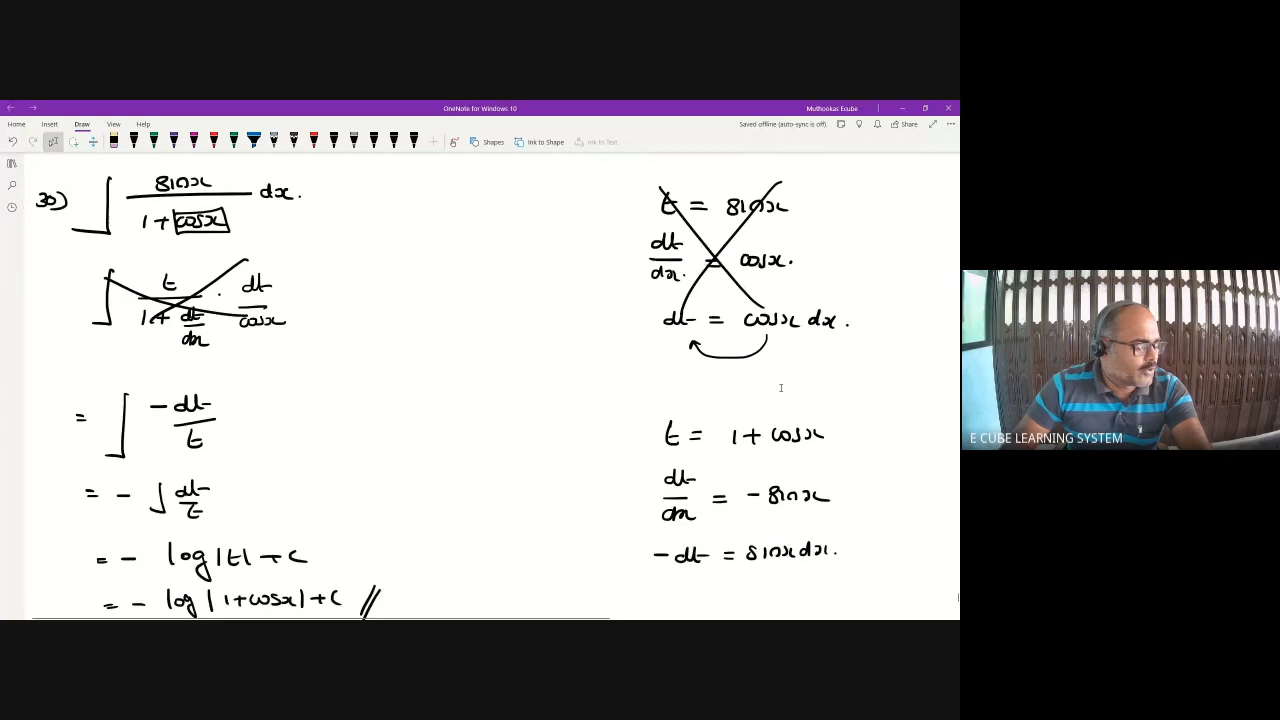 OneNote for Windows 10
Muthookas Ecube
Home Insert Draw View Help
Saved offline (auto-sync is off)
Share
Shapes
Ink to Shape
Ink to Text
30) ∫ sinx / 1 + cosx dx.
∫ t / 1 + dt/dx · dt/cosx
= ∫ -dt / t
= - ∫ dt / t
= - log |t| + c
= - log | 1+cosx | + c //
t = sinx
dt/dx = cosx.
dt = cosx dx.
t = 1 + cosx
dt/dx = - sinx
- dt = sinx dx.
E CUBE LEARNING SYSTEM